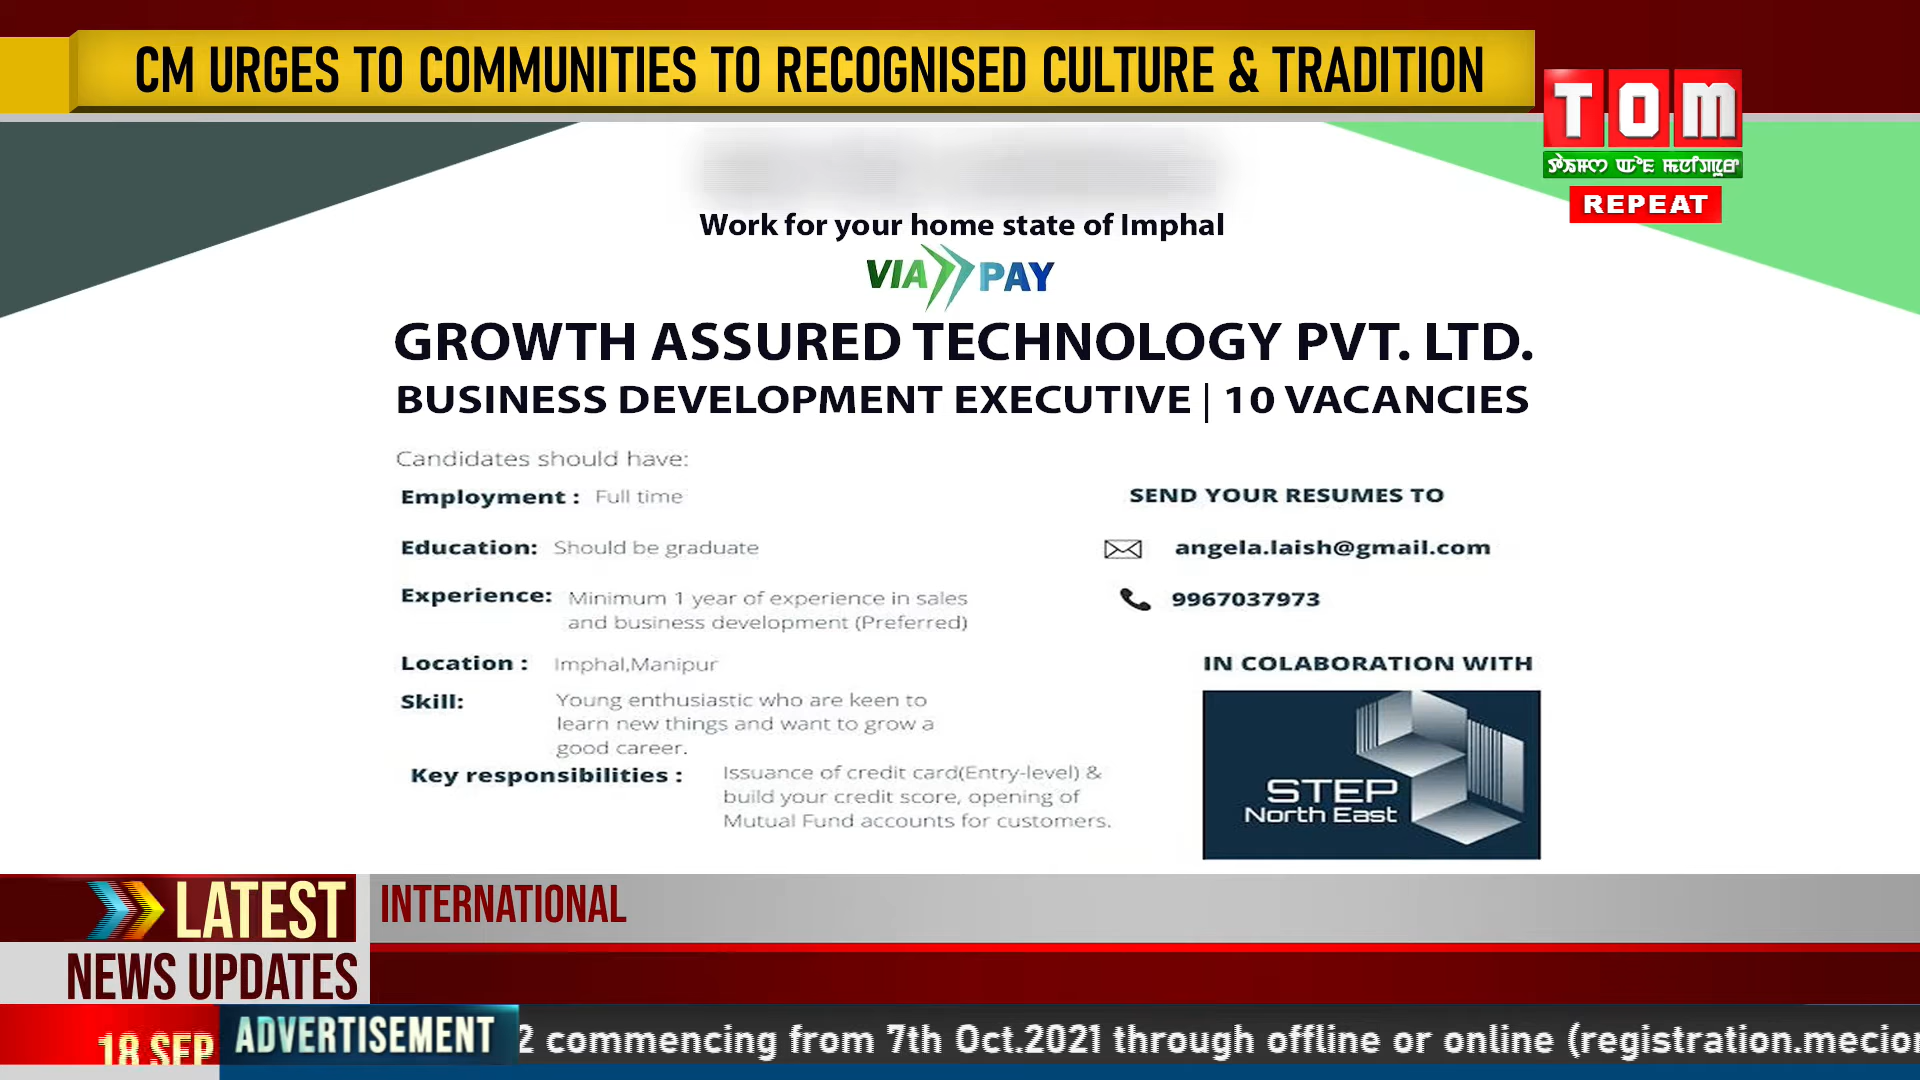 CM URGES TO COMMUNITIES TO RECOGNISED CULTURE & TRADITION
TOM
REPEAT
Work for your home state of Imphal
VIA PAY
GROWTH ASSURED TECHNOLOGY PVT. LTD.
BUSINESS DEVELOPMENT EXECUTIVE | 10 VACANCIES
Candidates should have:
Employment : Full time
Education: Should be graduate
Experience: Minimum 1 year of experience in sales
and business development (Preferred)
Location : Imphal,Manipur
Skill: Young enthusiastic who are keen to
learn new things and want to grow a
good career.
Key responsibilities : Issuance of credit card(Entry-level) &
build your credit score, opening of
Mutual Fund accounts for customers.
SEND YOUR RESUMES TO
angela.laish@gmail.com
9967037973
IN COLABORATION WITH
STEP
North East
LATEST
NEWS UPDATES
INTERNATIONAL
18 SEP
ADVERTISEMENT
2 commencing from 7th Oct.2021 through offline or online (registration.mecio